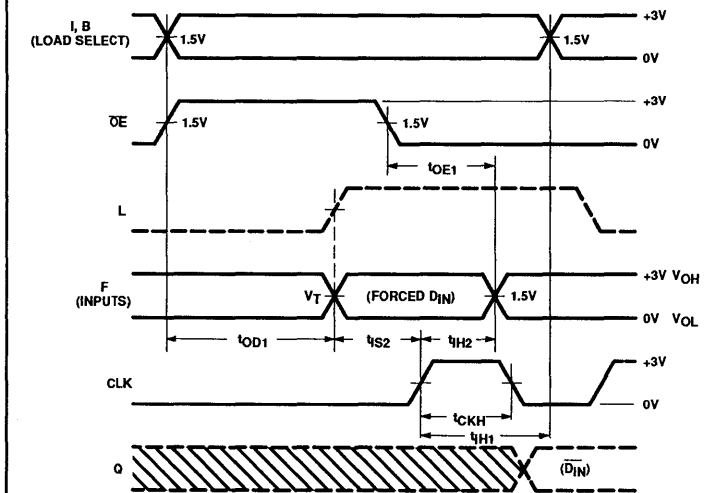 I, B
(LOAD SELECT)
1.5V
1.5V
+3V
0V
OE
1.5V
1.5V
+3V
0V
tOE1
L
F
(INPUTS)
VT
(FORCED DIN)
1.5V
+3V VOH
0V VOL
tOD1
tIS2
tIH2
CLK
+3V
0V
tCKH
tIH1
Q
(DIN)